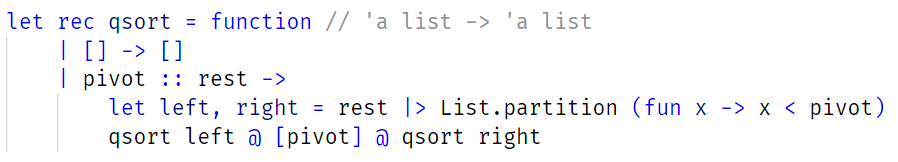 let rec qsort = function // 'a list -> 'a list
    | [] -> []
    | pivot :: rest ->
        let left, right = rest |> List.partition (fun x -> x < pivot)
        qsort left @ [pivot] @ qsort right